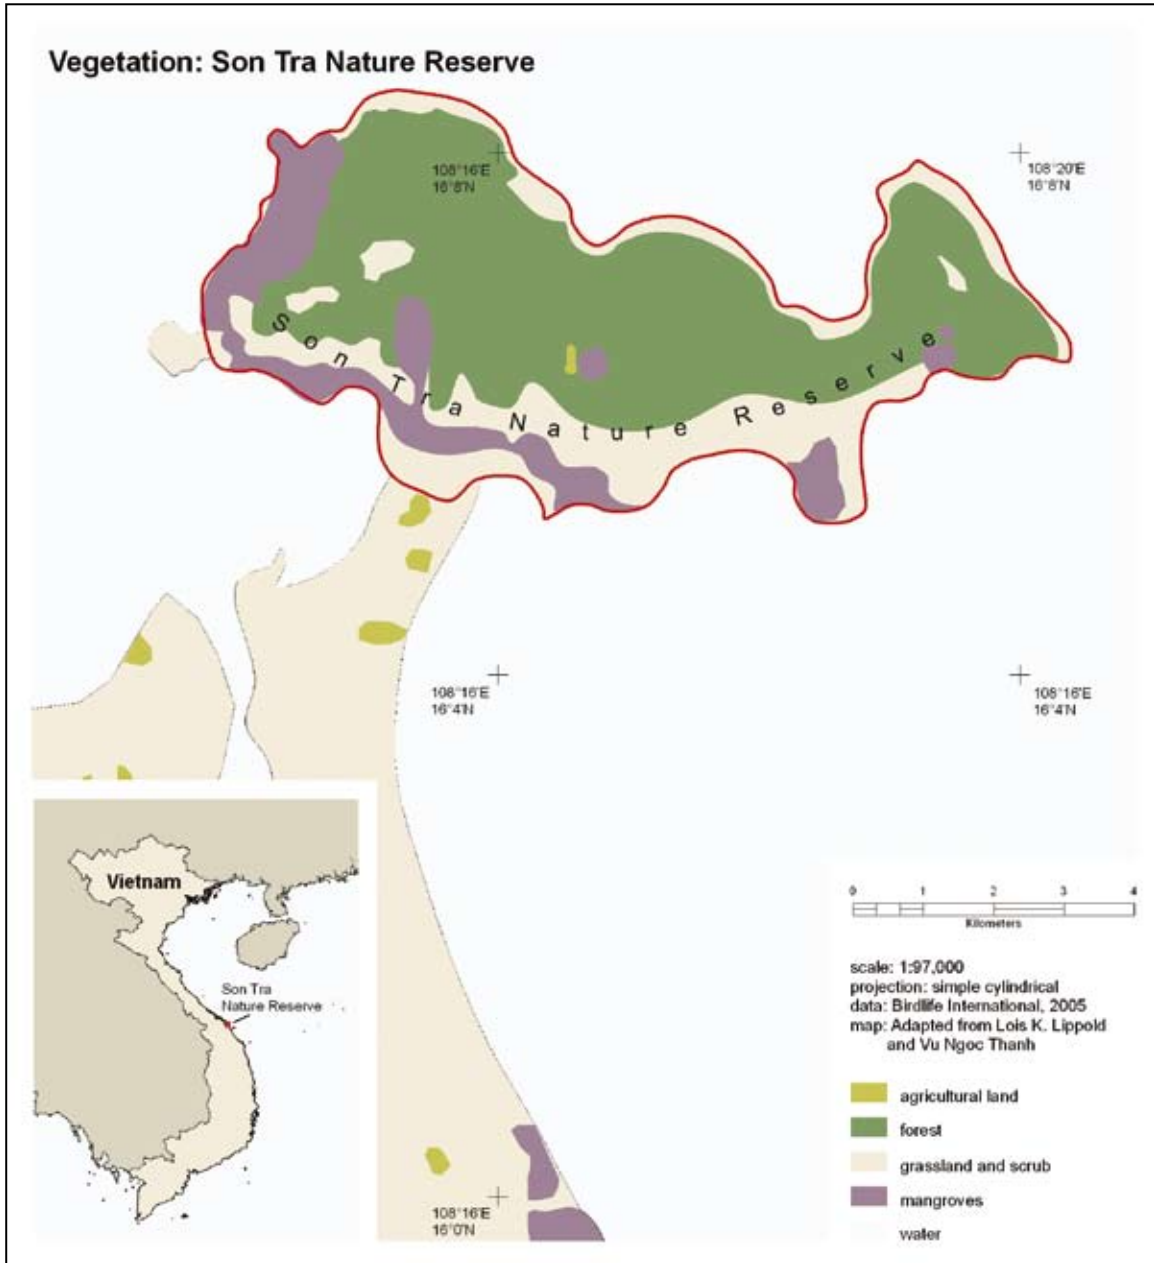 Vegetation: Son Tra Nature Reserve
108°16'E
16°8'N
108°20'E
16°8'N
Son Tra Nature Reserve
108°16'E
16°4'N
108°16'E
16°4'N
Vietnam
Son Tra
Nature Reserve
0 1 2 3 4
Kilometers
scale: 1:97,000
projection: simple cylindrical
data: Birdlife International, 2005
map: Adapted from Lois K. Lippold
and Vu Ngoc Thanh
agricultural land
forest
grassland and scrub
mangroves
water
108°16'E
16°0'N